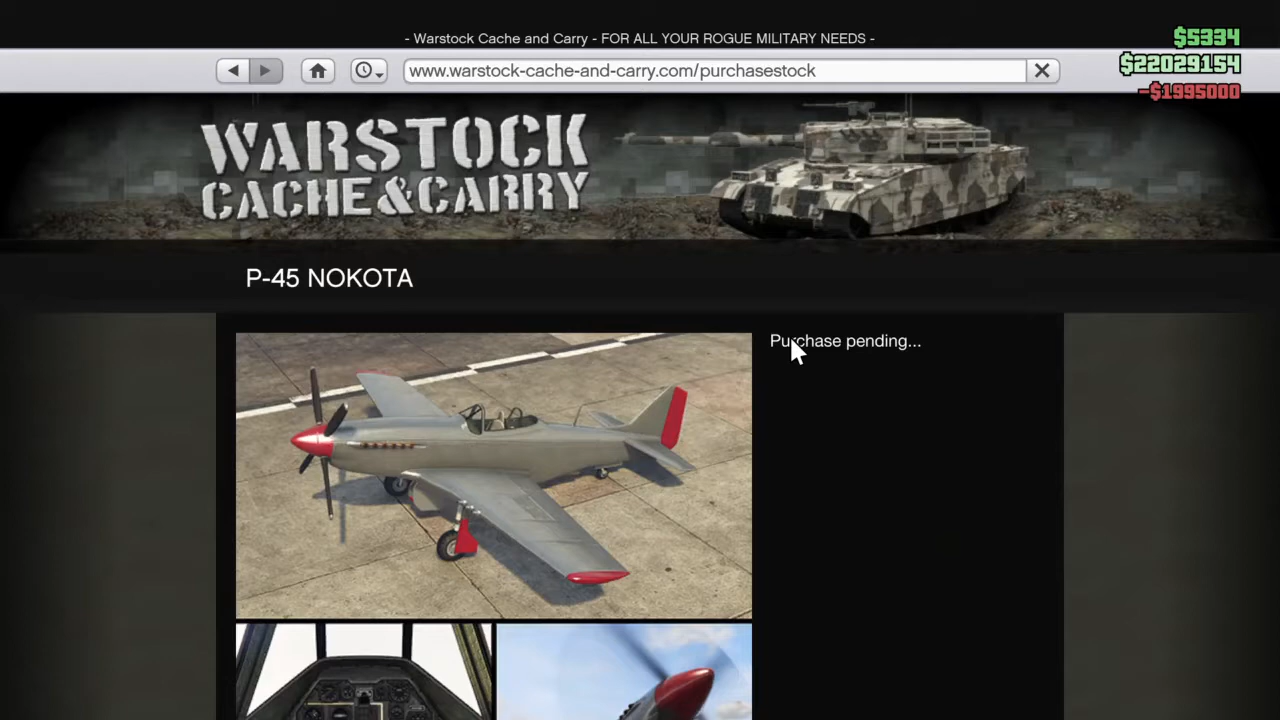 - Warstock Cache and Carry - FOR ALL YOUR ROGUE MILITARY NEEDS -
$5334
www.warstock-cache-and-carry.com/purchasestock
$22029154
-$1995000
WARSTOCK
CACHE&CARRY
P-45 NOKOTA
Purchase pending...